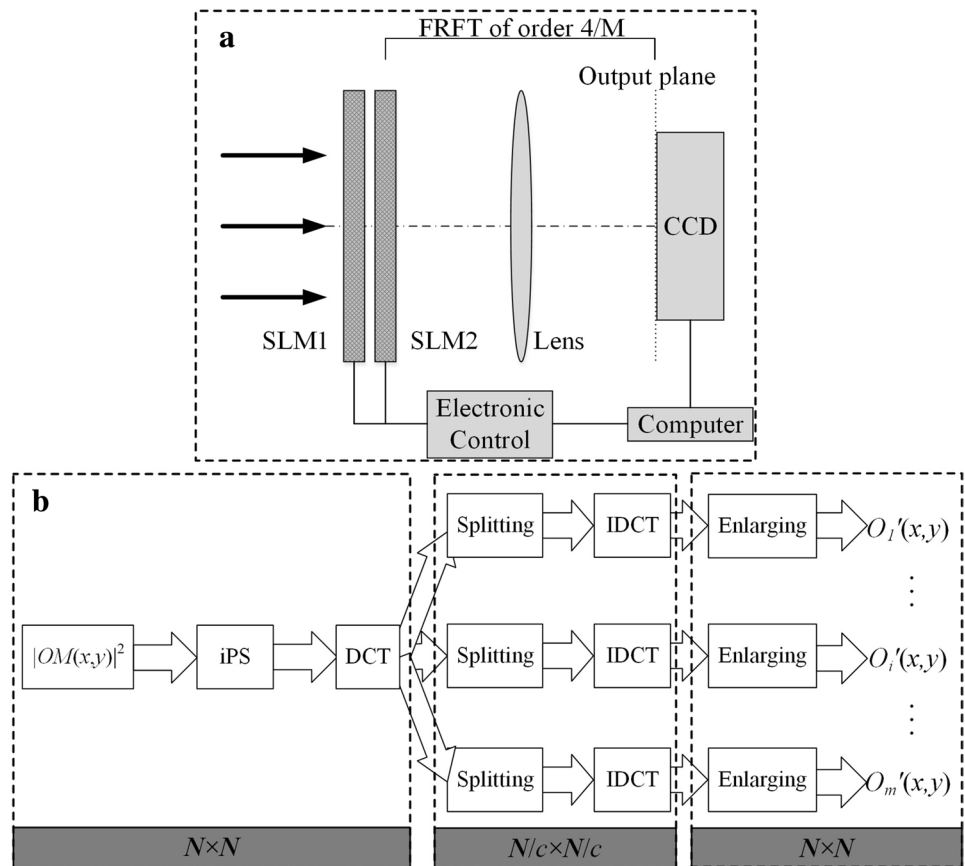 a
FRFT of order 4/M
Output plane
CCD
SLM1
SLM2
Lens
Electronic
Control
Computer
b
Splitting
IDCT
Enlarging
O₁'(x,y)
⋮
|OM(x,y)|²
iPS
DCT
Splitting
IDCT
Enlarging
Oᵢ'(x,y)
⋮
Splitting
IDCT
Enlarging
Oₘ'(x,y)
N×N
N/c×N/c
N×N